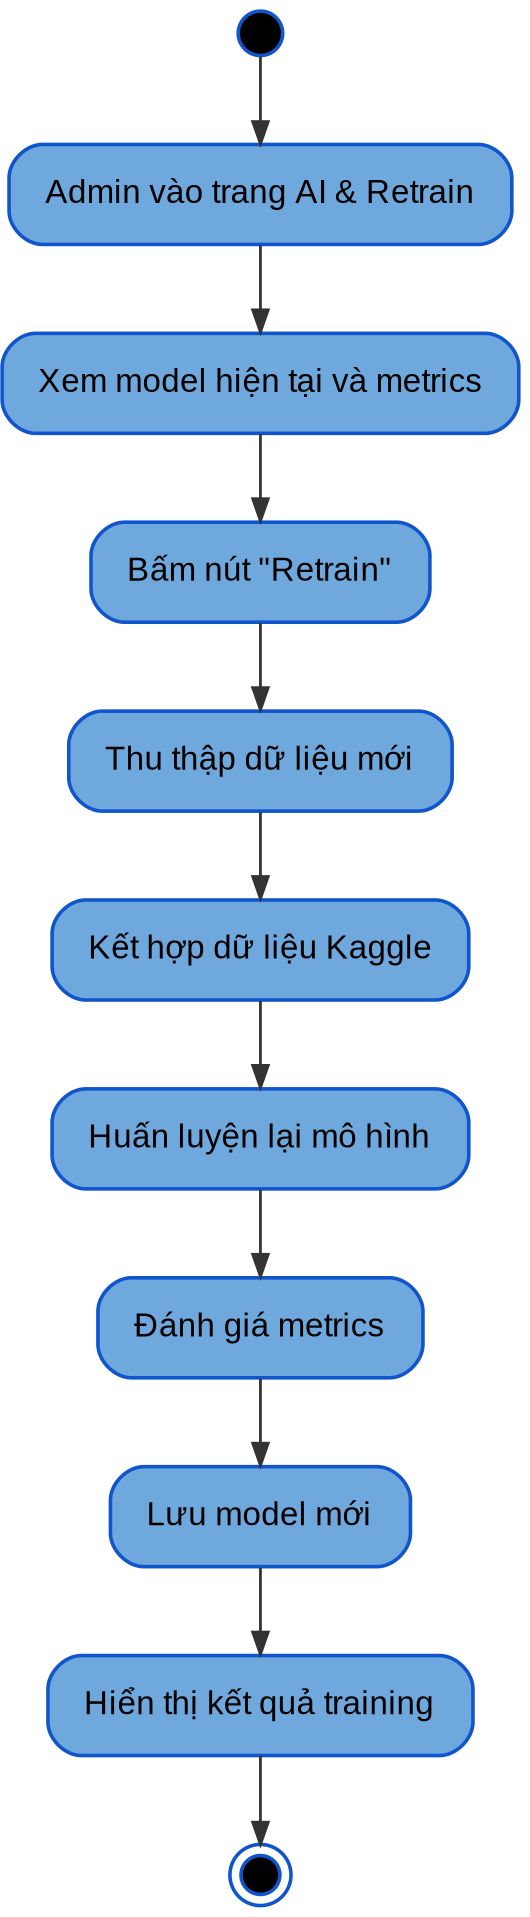 Admin vào trang AI & Retrain
Xem model hiện tại và metrics
Bấm nút "Retrain"
Thu thập dữ liệu mới
Kết hợp dữ liệu Kaggle
Huấn luyện lại mô hình
Đánh giá metrics
Lưu model mới
Hiển thị kết quả training